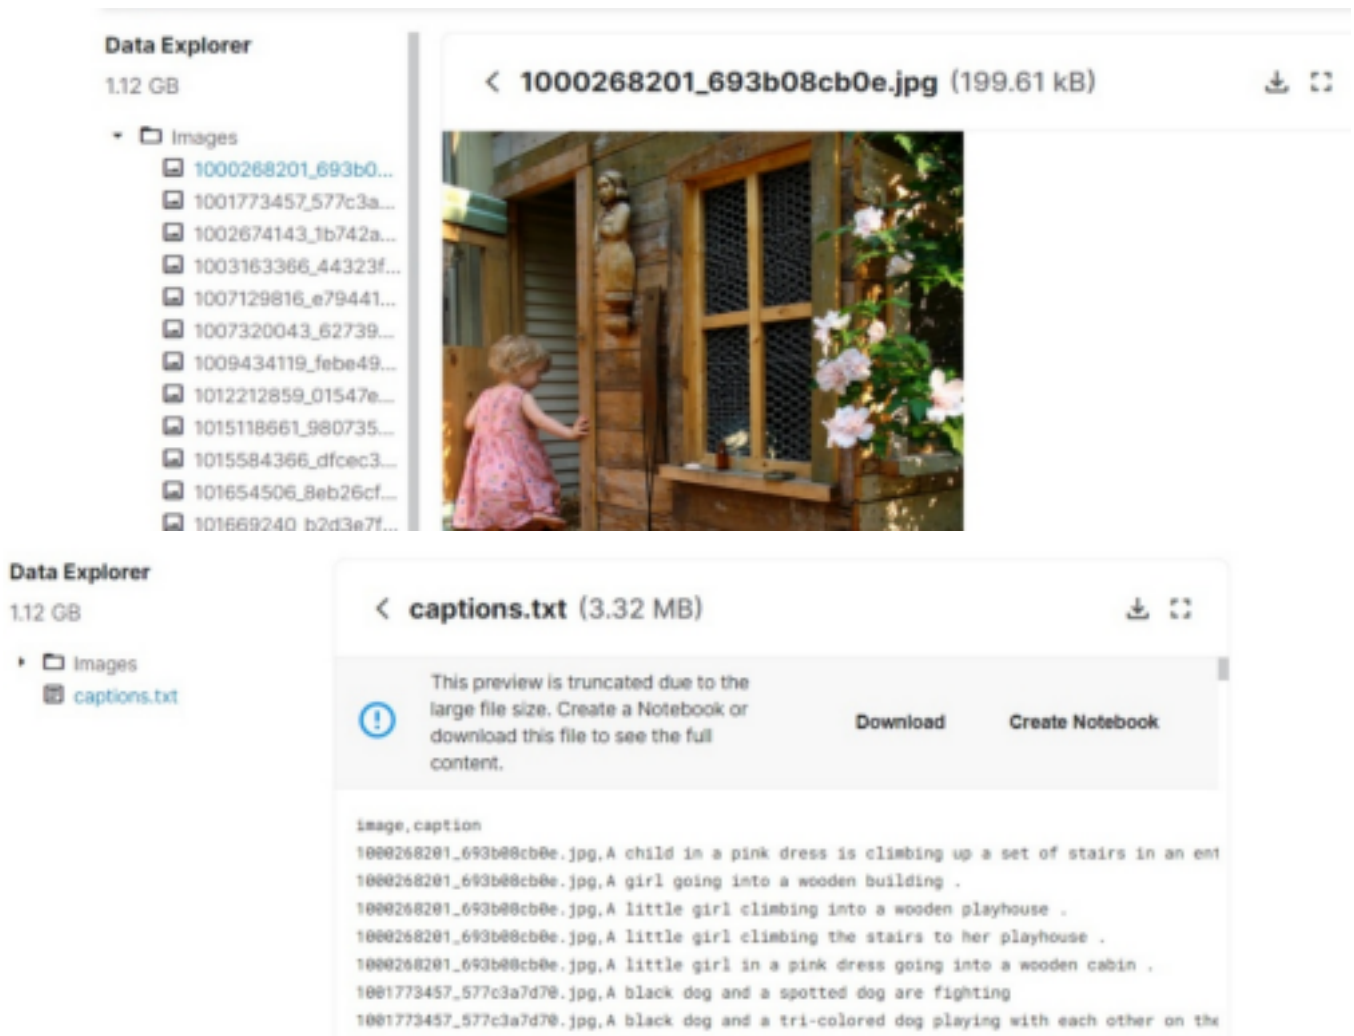 Data Explorer
1.12 GB
Images
1000268201_693b0...
1001773457_577c3a...
1002674143_1b742a...
1003163366_44323f...
1007129816_e79441...
1007320043_62739...
1009434119_febe49...
1012212859_01547e...
1015118661_980735...
1015584366_dfcec3...
101654506_8eb26cf...
101669240_b2d3e7f...
1000268201_693b08cb0e.jpg (199.61 kB)
Data Explorer
1.12 GB
Images
captions.txt
captions.txt (3.32 MB)
This preview is truncated due to the
large file size. Create a Notebook or
download this file to see the full
content.
Download
Create Notebook
image,caption
1000268201_693b08cb0e.jpg,A child in a pink dress is climbing up a set of stairs in an ent
1000268201_693b08cb0e.jpg,A girl going into a wooden building .
1000268201_693b08cb0e.jpg,A little girl climbing into a wooden playhouse .
1000268201_693b08cb0e.jpg,A little girl climbing the stairs to her playhouse .
1000268201_693b08cb0e.jpg,A little girl in a pink dress going into a wooden cabin .
1001773457_577c3a7d70.jpg,A black dog and a spotted dog are fighting
1001773457_577c3a7d70.jpg,A black dog and a tri-colored dog playing with each other on the